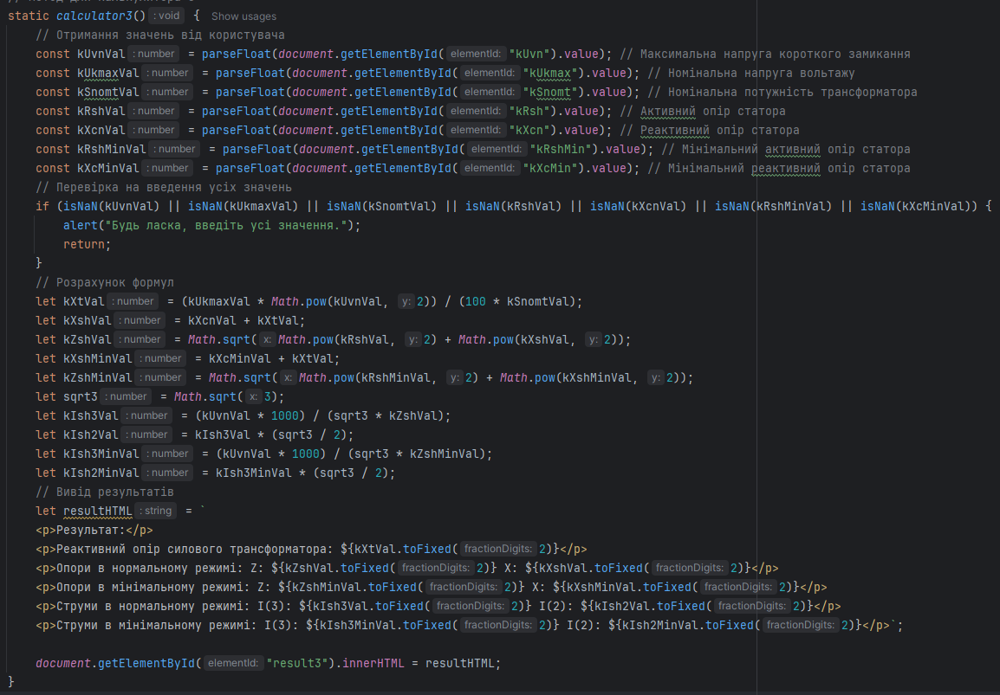 static calculator3() : void { Show usages
// Отримання значень від користувача
const kUvnVal : number = parseFloat(document.getElementById( elementId: "kUvn").value); // Максимальна напруга короткого замикання
const kUkmaxVal : number = parseFloat(document.getElementById( elementId: "kUkmax").value); // Номінальна напруга вольтажу
const kSnomtVal : number = parseFloat(document.getElementById( elementId: "kSnomt").value); // Номінальна потужність трансформатора
const kRshVal : number = parseFloat(document.getElementById( elementId: "kRsh").value); // Активний опір статора
const kXcnVal : number = parseFloat(document.getElementById( elementId: "kXcn").value); // Реактивний опір статора
const kRshMinVal : number = parseFloat(document.getElementById( elementId: "kRshMin").value); // Мінімальний активний опір статора
const kXcMinVal : number = parseFloat(document.getElementById( elementId: "kXcMin").value); // Мінімальний реактивний опір статора
// Перевірка на введення усіх значень
if (isNaN(kUvnVal) || isNaN(kUkmaxVal) || isNaN(kSnomtVal) || isNaN(kRshVal) || isNaN(kXcnVal) || isNaN(kRshMinVal) || isNaN(kXcMinVal)) {
alert("Будь ласка, введіть усі значення.");
return;
}
// Розрахунок формул
let kXtVal : number = (kUkmaxVal * Math.pow(kUvnVal, y: 2)) / (100 * kSnomtVal);
let kXshVal : number = kXcnVal + kXtVal;
let kZshVal : number = Math.sqrt( x: Math.pow(kRshVal, y: 2) + Math.pow(kXshVal, y: 2));
let kXshMinVal : number = kXcMinVal + kXtVal;
let kZshMinVal : number = Math.sqrt( x: Math.pow(kRshMinVal, y: 2) + Math.pow(kXshMinVal, y: 2));
let sqrt3 : number = Math.sqrt( x: 3);
let kIsh3Val : number = (kUvnVal * 1000) / (sqrt3 * kZshVal);
let kIsh2Val : number = kIsh3Val * (sqrt3 / 2);
let kIsh3MinVal : number = (kUvnVal * 1000) / (sqrt3 * kZshMinVal);
let kIsh2MinVal : number = kIsh3MinVal * (sqrt3 / 2);
// Вивід результатів
let resultHTML : string = `
<p>Результат:</p>
<p>Реактивний опір силового трансформатора: ${kXtVal.toFixed( fractionDigits: 2)}</p>
<p>Опори в нормальному режимі: Z: ${kZshVal.toFixed( fractionDigits: 2)} X: ${kXshVal.toFixed( fractionDigits: 2)}</p>
<p>Опори в мінімальному режимі: Z: ${kZshMinVal.toFixed( fractionDigits: 2)} X: ${kXshMinVal.toFixed( fractionDigits: 2)}</p>
<p>Струми в нормальному режимі: I(3): ${kIsh3Val.toFixed( fractionDigits: 2)} I(2): ${kIsh2Val.toFixed( fractionDigits: 2)}</p>
<p>Струми в мінімальному режимі: I(3): ${kIsh3MinVal.toFixed( fractionDigits: 2)} I(2): ${kIsh2MinVal.toFixed( fractionDigits: 2)}</p>`;
document.getElementById( elementId: "result3").innerHTML = resultHTML;
}